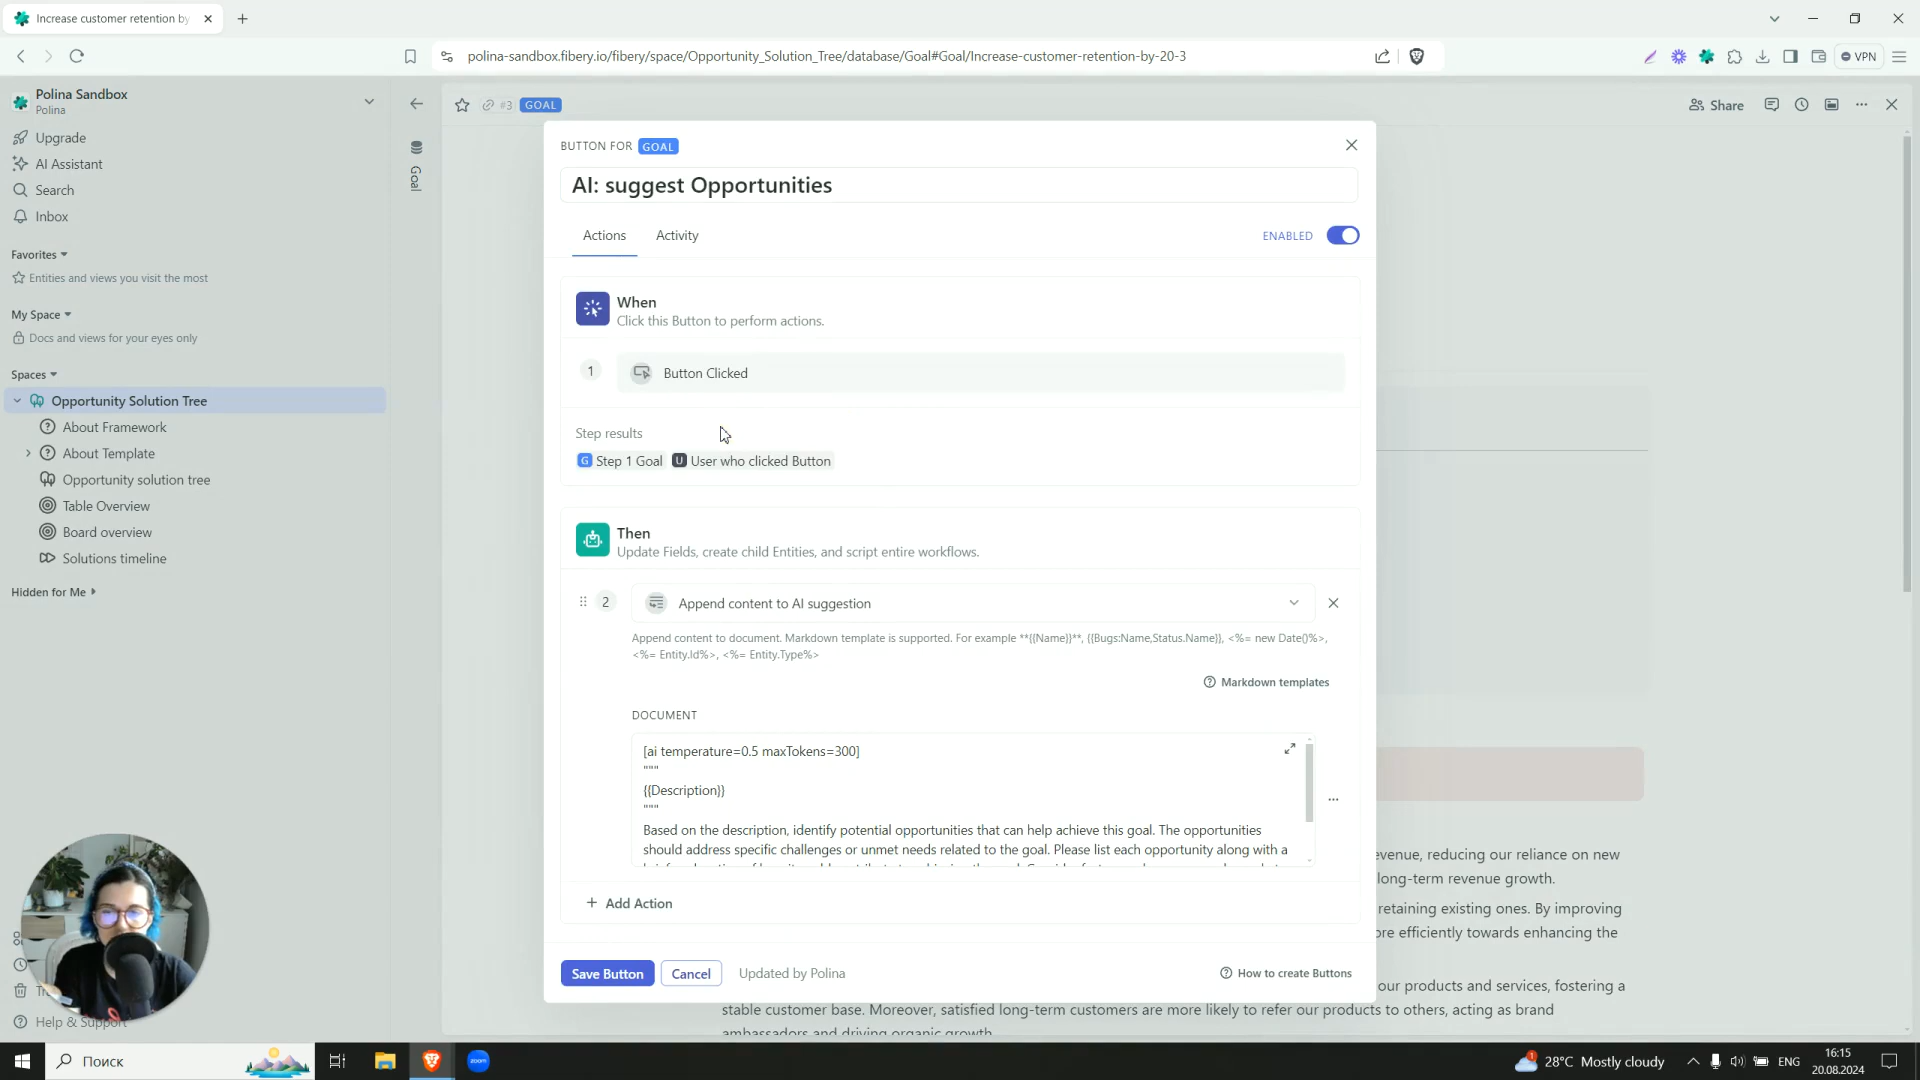 Increase customer retention by
polina-sandbox.fibery.io/fibery/space/Opportunity_Solution_Tree/database/Goal#Goal/Increase-customer-retention-by-20-3
VPN
Polina Sandbox
Polina
Upgrade
AI Assistant
Search
Inbox
Favorites
Entities and views you visit the most
My Space
Docs and views for your eyes only
Spaces
Opportunity Solution Tree
About Framework
About Template
Opportunity solution tree
Table Overview
Board overview
Solutions timeline
Hidden for Me
Help & Support
Goal
#3 GOAL
Share
BUTTON FOR GOAL
AI: suggest Opportunities
Actions
Activity
ENABLED
When
Click this Button to perform actions.
1
Button Clicked
Step results
G Step 1 Goal U User who clicked Button
Then
Update Fields, create child Entities, and script entire workflows.
2
Append content to AI suggestion
Append content to document. Markdown template is supported. For example **{{Name}}**, {{Bugs:Name,Status.Name}}, <%= new Date()%>,
<%= Entity.Id%>, <%= Entity.Type%>
Markdown templates
DOCUMENT
[ai temperature=0.5 maxTokens=300]
"""
{{Description}}
"""
Based on the description, identify potential opportunities that can help achieve this goal. The opportunities
should address specific challenges or unmet needs related to the goal. Please list each opportunity along with a
+ Add Action
Save Button
Cancel
Updated by Polina
How to create Buttons
evenue, reducing our reliance on new
long-term revenue growth.
retaining existing ones. By improving
ore efficiently towards enhancing the
our products and services, fostering a
stable customer base. Moreover, satisfied long-term customers are more likely to refer our products to others, acting as brand
ambassadors and driving organic growth
Поиск
zoom
1
28°C Mostly cloudy
ENG
16:15
20.08.2024